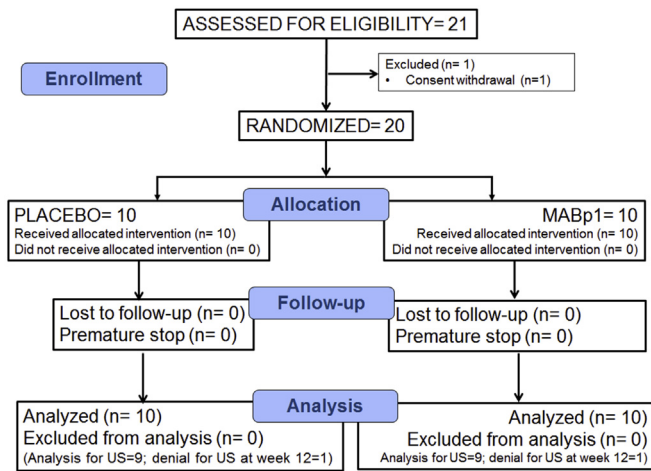 ASSESSED FOR ELIGIBILITY= 21
Excluded (n= 1)
• Consent withdrawal (n=1)
Enrollment
RANDOMIZED= 20
Allocation
PLACEBO= 10
Received allocated intervention (n= 10)
Did not receive allocated intervention (n= 0)
MABp1= 10
Received allocated intervention (n= 10)
Did not receive allocated intervention (n= 0)
Follow-up
Lost to follow-up (n= 0)
Premature stop (n= 0)
Lost to follow-up (n= 0)
Premature stop (n= 0)
Analysis
Analyzed (n= 10)
Excluded from analysis (n= 0)
(Analysis for US=9; denial for US at week 12=1)
Analyzed (n= 10)
Excluded from analysis (n= 0)
Analysis for US=9; denial for US at week 12=1)